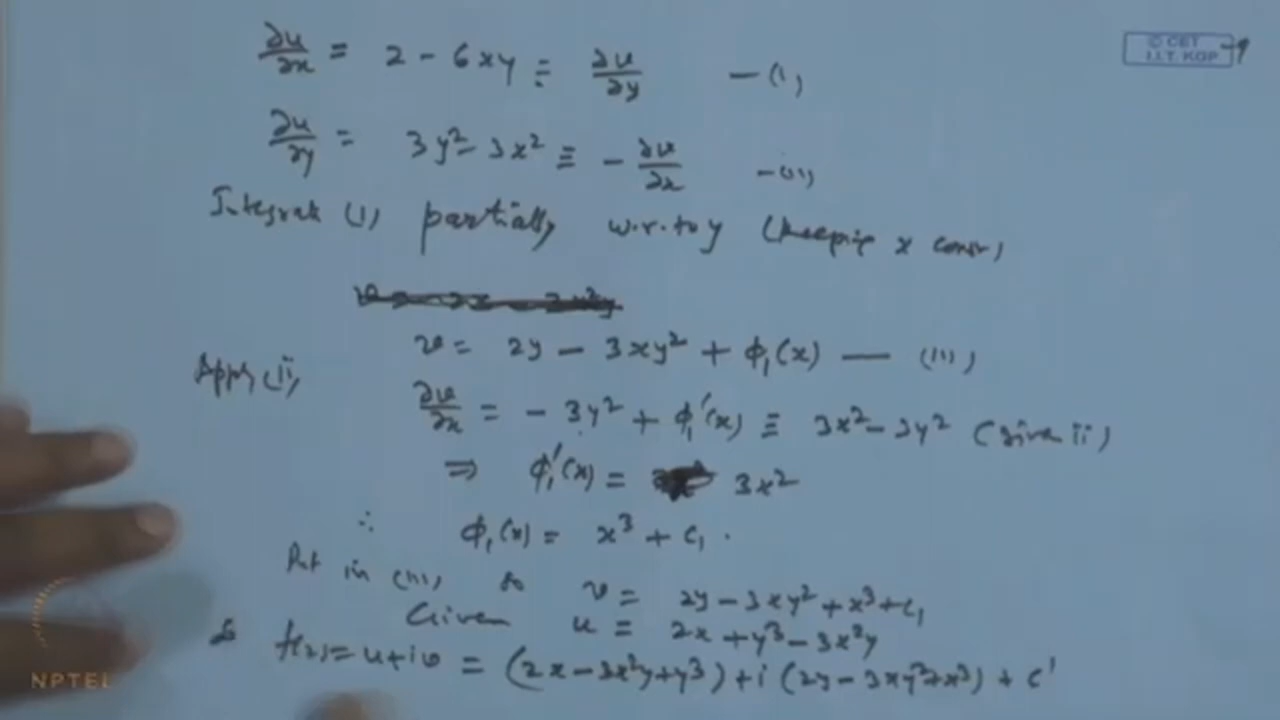 ∂u/∂x = 2 - 6xy ≡ ∂v/∂y — (i)
© CET
I.I.T. KGP
∂u/∂y = 3y² - 3x² ≡ - ∂v/∂x — (ii)
Integrate (i) partially w.r. to y (keeping x const)
v = 2y - 3xy² + φ₁(x) — (iii)
Apply (ii)
∂v/∂x = - 3y² + φ₁'(x) ≡ 3x² - 3y² (given ii)
⇒ φ₁'(x) = 3x²
∴ φ₁(x) = x³ + c₁ .
Put in (iii) so v = 2y - 3xy² + x³ + c₁
Given u = 2x + y³ - 3x²y
So f(z) = u + iv = (2x - 3x²y + y³) + i (2y - 3xy² + x³) + c'
NPTEL